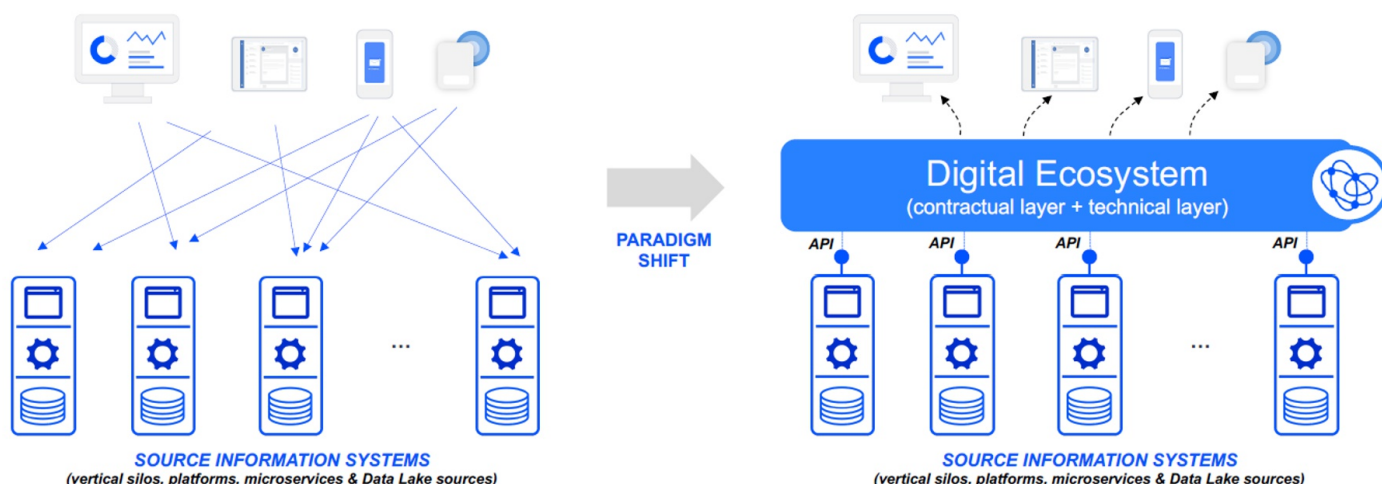 Digital Ecosystem
(contractual layer + technical layer)
PARADIGM
SHIFT
API
API
API
API
...
...
SOURCE INFORMATION SYSTEMS
(vertical silos, platforms, microservices & Data Lake sources)
SOURCE INFORMATION SYSTEMS
(vertical silos, platforms, microservices & Data Lake sources)